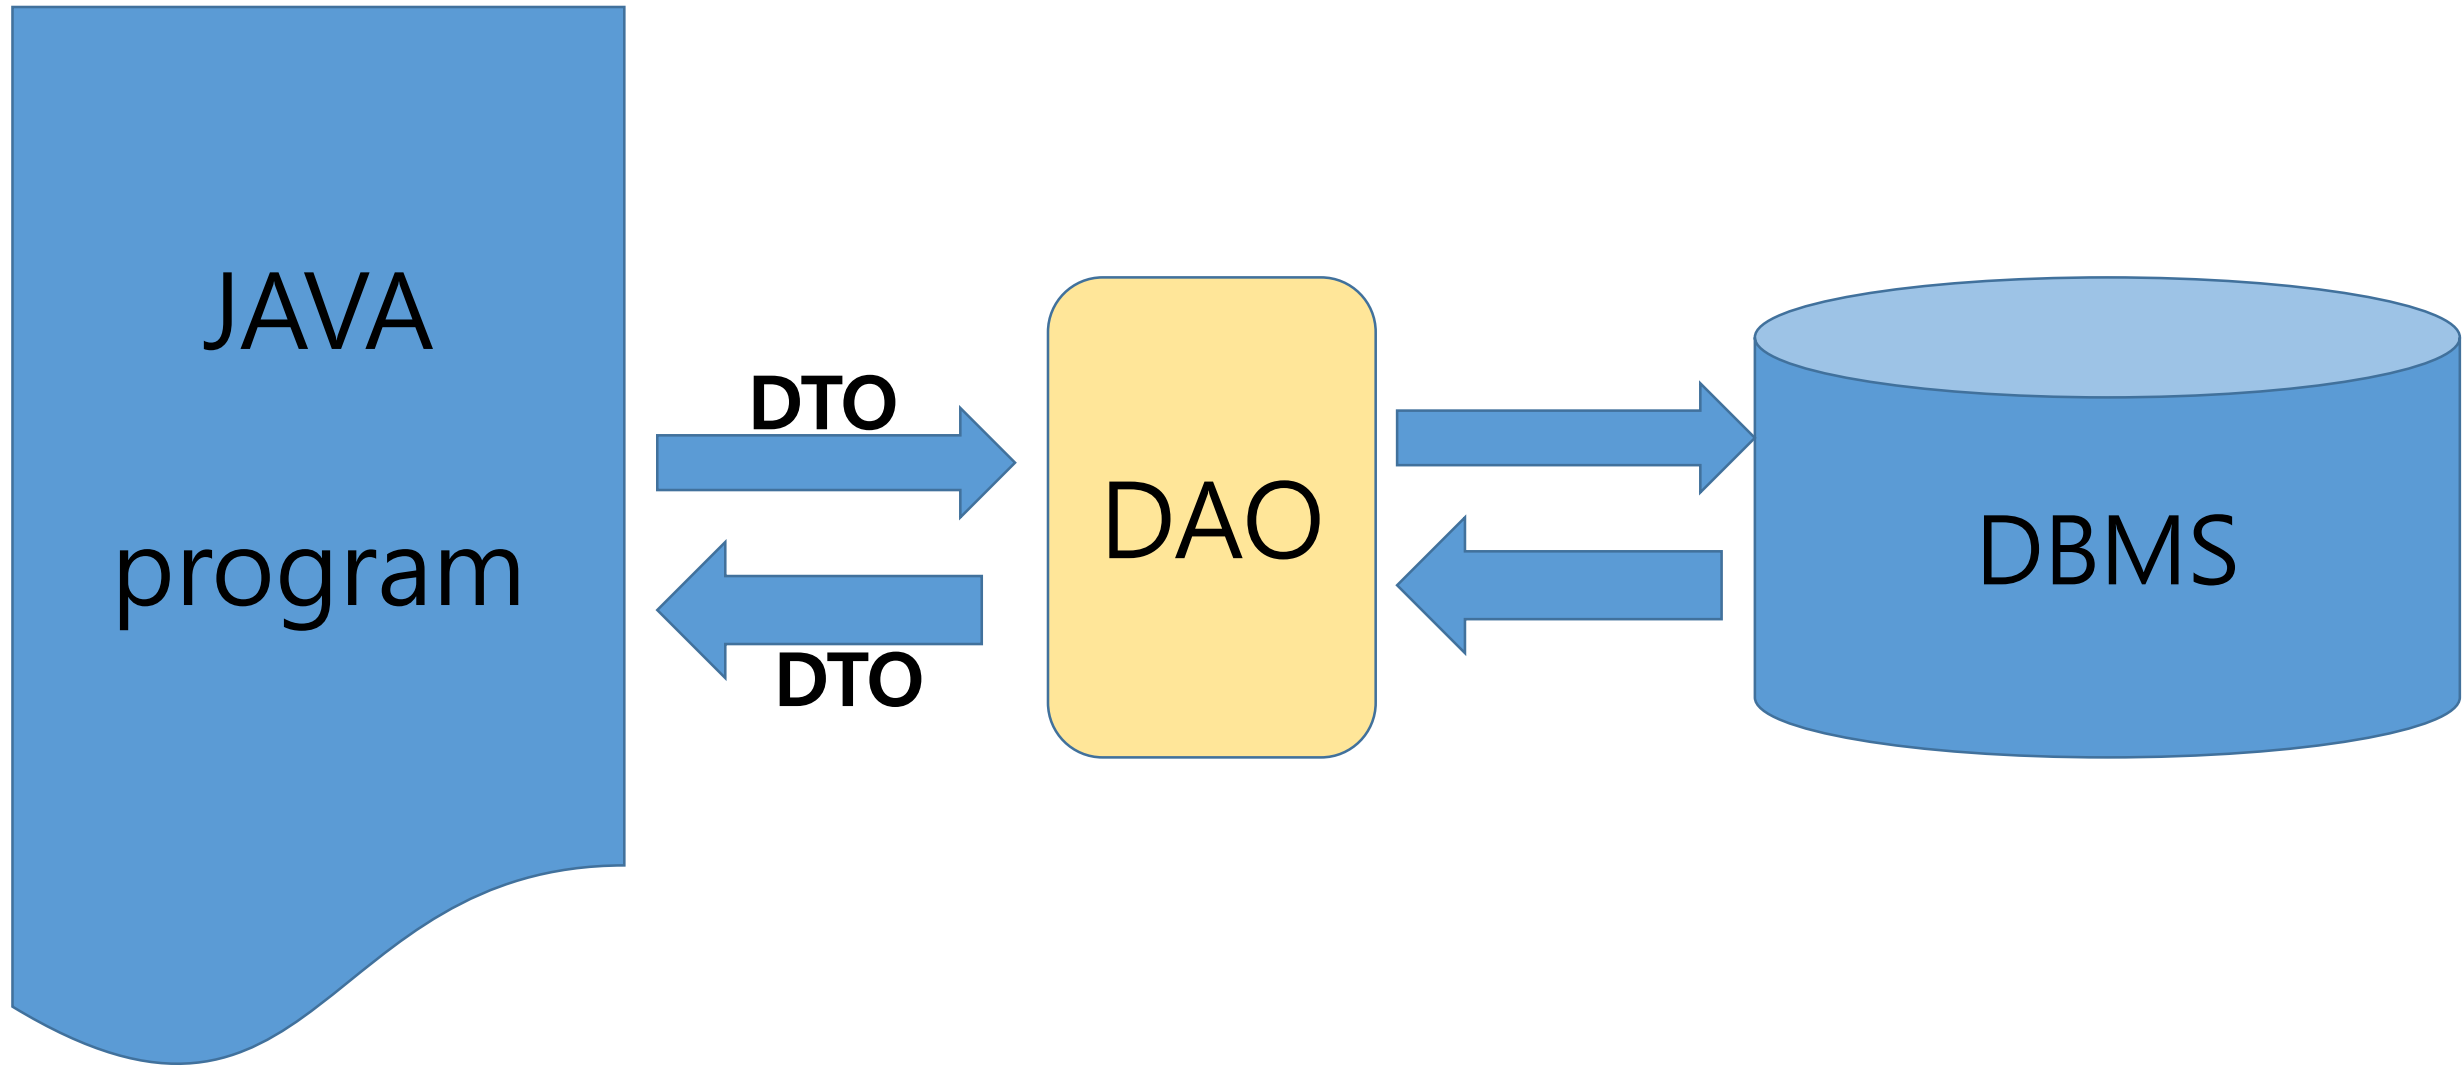 JAVA
program
DTO
DTO
DAO
DBMS